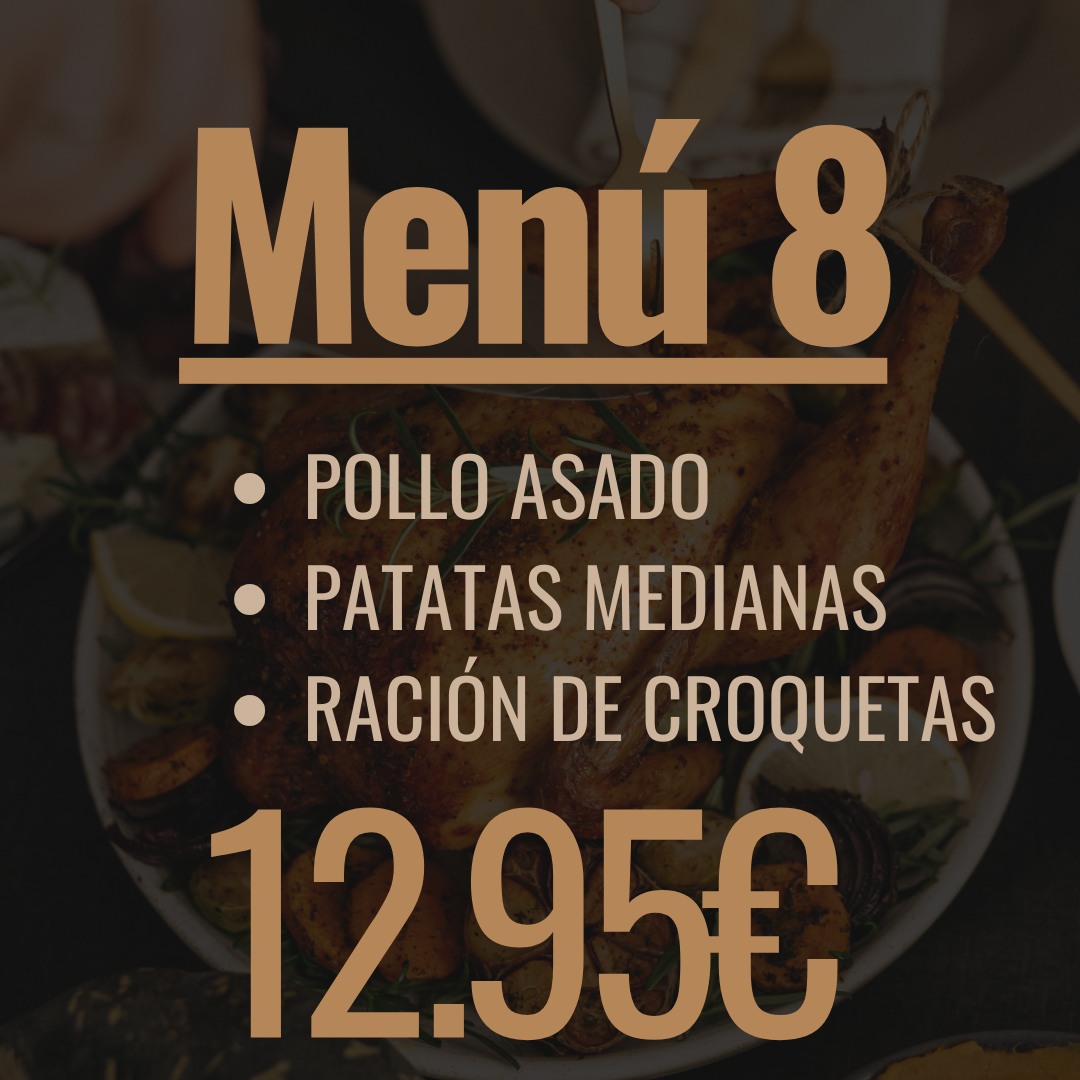 Menú 8
• POLLO ASADO
• PATATAS MEDIANAS
• RACIÓN DE CROQUETAS
12.95€